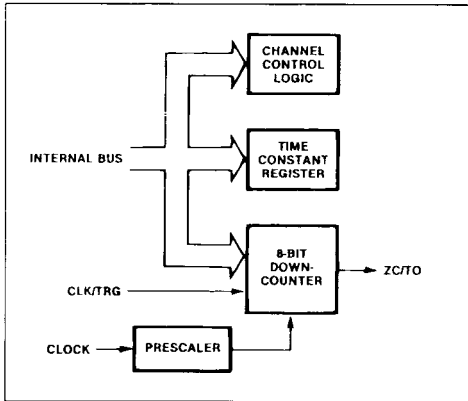 CHANNEL
CONTROL
LOGIC
INTERNAL BUS
TIME
CONSTANT
REGISTER
8-BIT
DOWN-
COUNTER
ZC/TO
CLK/TRG
CLOCK
PRESCALER